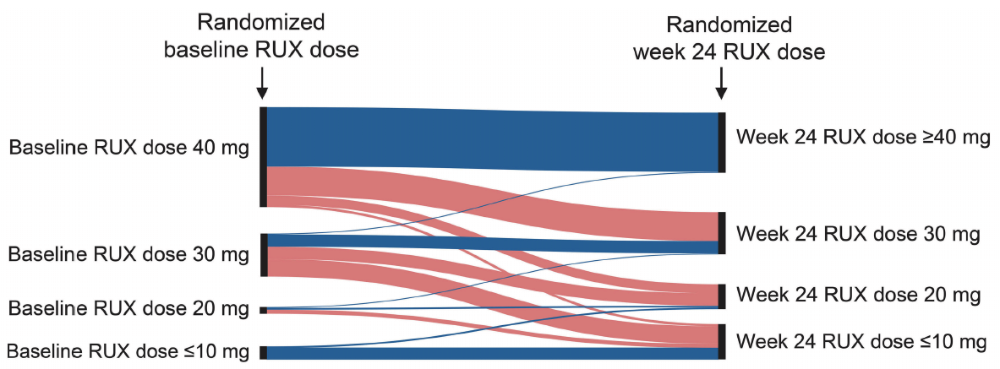 Randomized
baseline RUX dose
Randomized
week 24 RUX dose
Baseline RUX dose 40 mg
Week 24 RUX dose ≥40 mg
Baseline RUX dose 30 mg
Week 24 RUX dose 30 mg
Baseline RUX dose 20 mg
Week 24 RUX dose 20 mg
Baseline RUX dose ≤10 mg
Week 24 RUX dose ≤10 mg